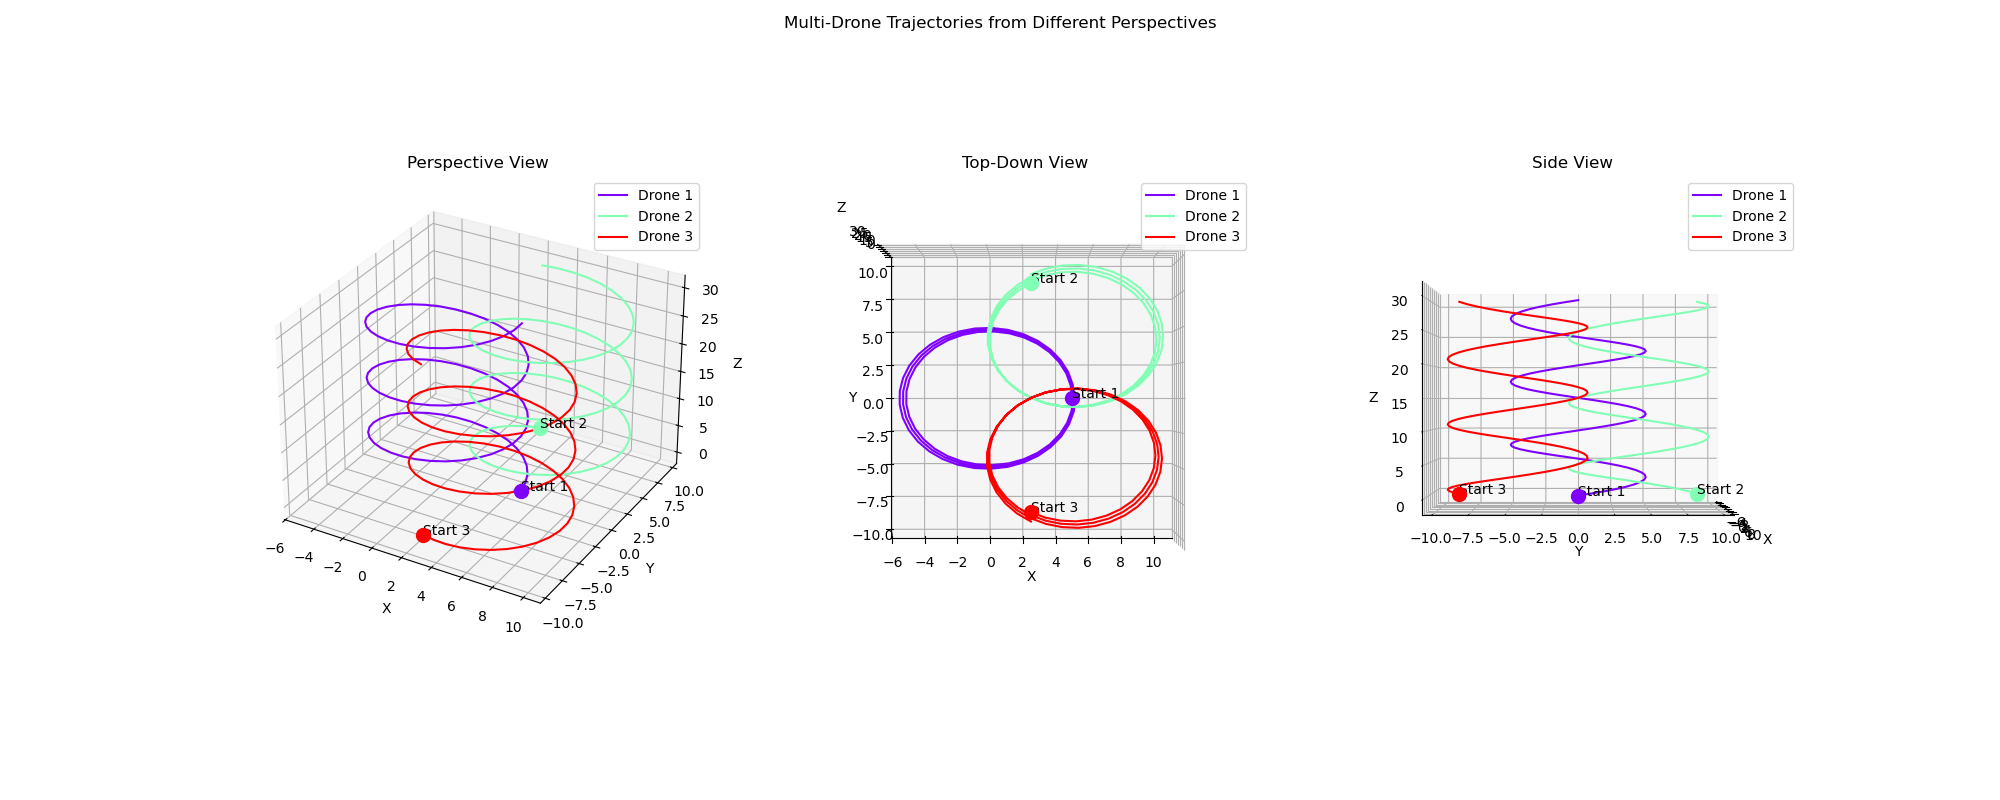 Multi-Drone Trajectories from Different Perspectives
Perspective View
Drone 1
Drone 2
Drone 3
30
25
20
15
10
5
0
Z
Start 2
Start 1
Start 3
−6
−4
−2
0
2
4
6
8
10
X
−10.0
−7.5
−5.0
−2.5
0.0
2.5
5.0
7.5
10.0
Y
Top-Down View
Drone 1
Drone 2
Drone 3
Z
10.0
7.5
5.0
2.5
0.0
−2.5
−5.0
−7.5
−10.0
Y
Start 2
Start 1
Start 3
−6 −4 −2 0 2 4 6 8 10
X
Side View
Drone 1
Drone 2
Drone 3
30
25
20
15
10
5
0
Z
Start 3
Start 1
Start 2
−10.0 −7.5 −5.0 −2.5 0.0 2.5 5.0 7.5 10.0
Y
X